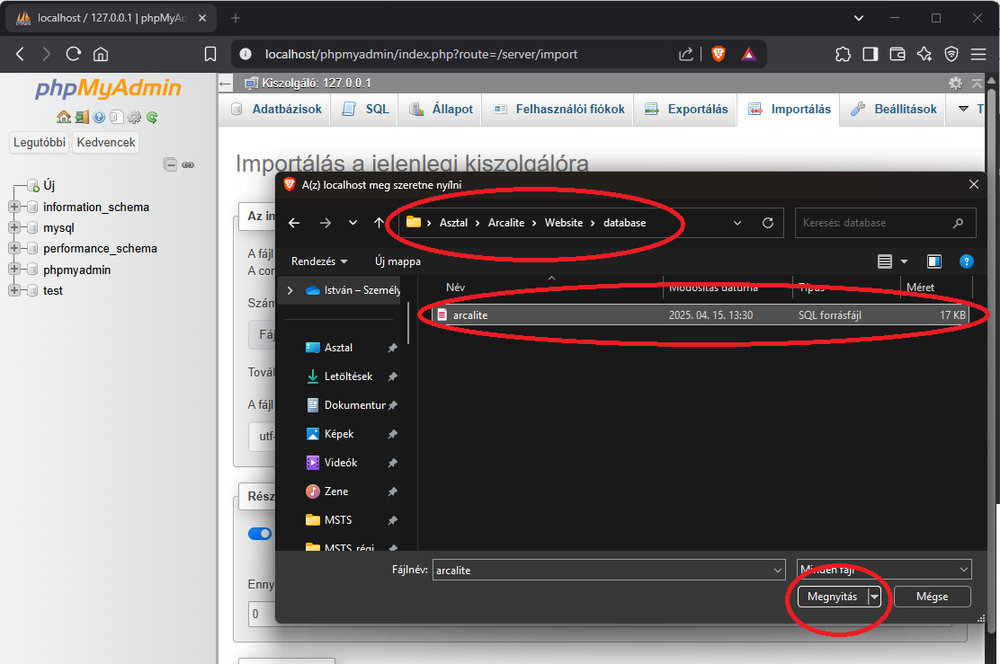 localhost / 127.0.0.1 | phpMyAd
localhost/phpmyadmin/index.php?route=/server/import
phpMyAdmin
Legutóbbi
Kedvencek
Új
information_schema
mysql
performance_schema
phpmyadmin
test
Kiszolgáló: 127.0.0.1
Adatbázisok
SQL
Állapot
Felhasználói fiókok
Exportálás
Importálás
Beállítások
Importálás a jelenlegi kiszolgálóra
Az im
A fájl
A con
Szám
Fáj
Továl
A fájl
utf-
Rész
Enny
0
A(z) localhost meg szeretne nyílni
Asztal › Arcalite › Website › database
Keresés: database
Rendezés
Új mappa
István – Személy
Asztal
Letöltések
Dokumentur
Képek
Videók
Zene
MSTS
MSTS régi
Név
Módosítás dátuma
Típus
Méret
arcalite
2025. 04. 15. 13:30
SQL forrásfájl
17 KB
Fájlnév:
arcalite
Minden fájl
Megnyitás
Mégse